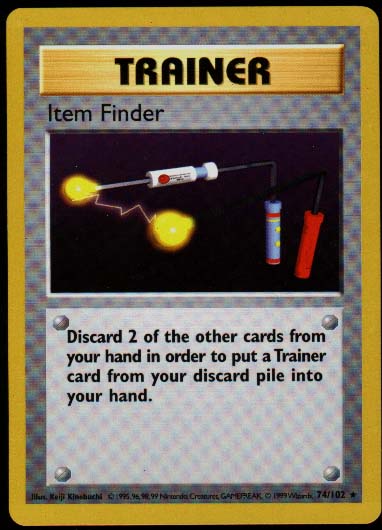 TRAINER
Item Finder
Discard 2 of the other cards from
your hand in order to put a Trainer
card from your discard pile into
your hand.
Illus. Keiji Kinebuchi © 1995, 96, 98, 99 Nintendo, Creatures, GAMEFREAK. © 1999 Wizards. 74/102 ★